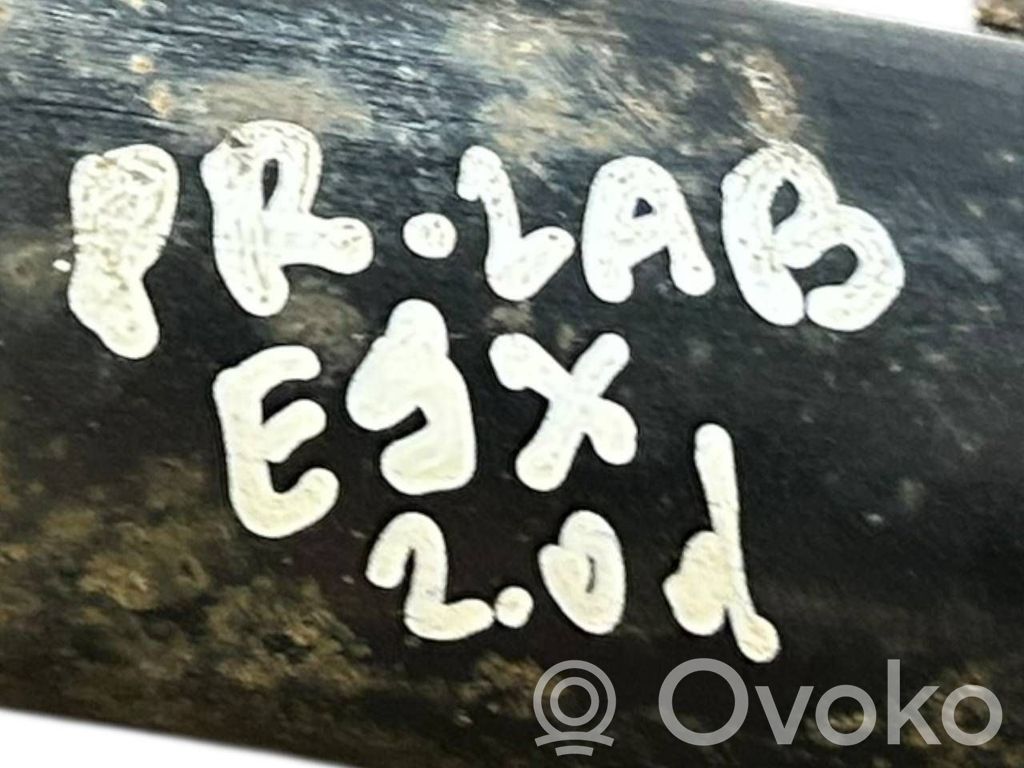 PR.LAB
E9X
2.0d
Ovoko